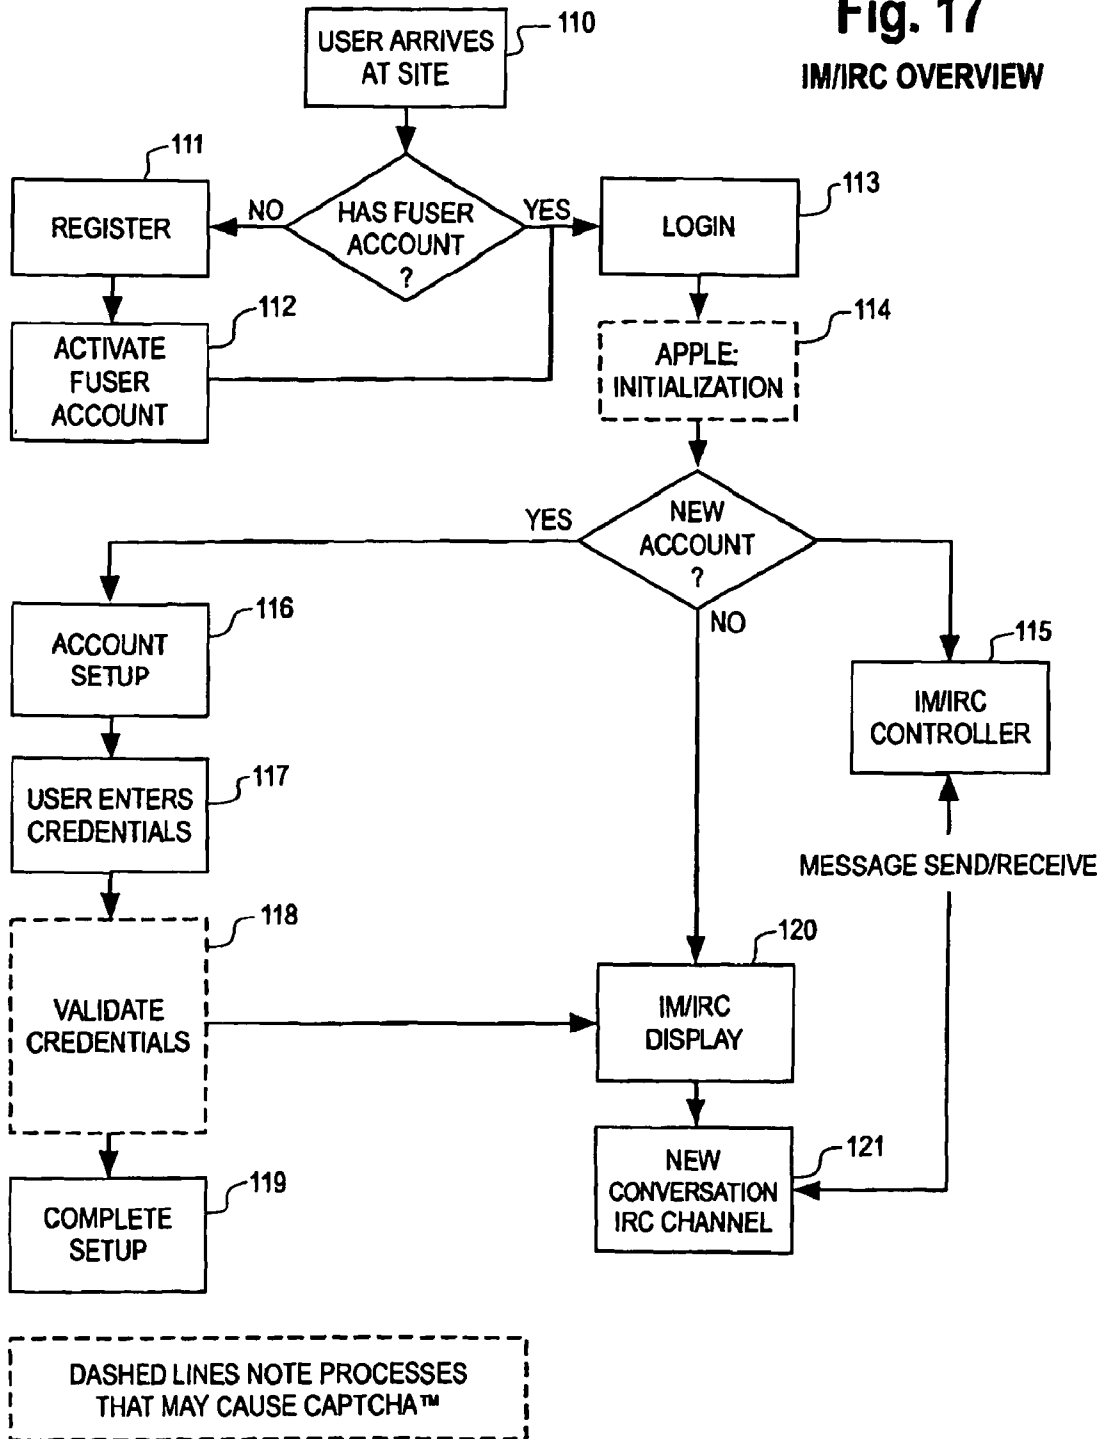 Fig. 17
IM/IRC OVERVIEW
USER ARRIVES
AT SITE
110
HAS FUSER
ACCOUNT
?
NO
YES
111
REGISTER
112
ACTIVATE
FUSER
ACCOUNT
113
LOGIN
114
APPLE:
INITIALIZATION
NEW
ACCOUNT
?
YES
NO
115
IM/IRC
CONTROLLER
MESSAGE SEND/RECEIVE
116
ACCOUNT
SETUP
117
USER ENTERS
CREDENTIALS
118
VALIDATE
CREDENTIALS
119
COMPLETE
SETUP
120
IM/IRC
DISPLAY
121
NEW
CONVERSATION
IRC CHANNEL
DASHED LINES NOTE PROCESSES
THAT MAY CAUSE CAPTCHA™